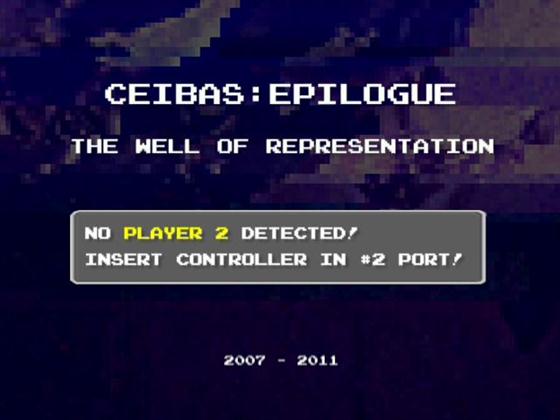 CEIBAS:EPILOGUE
THE WELL OF REPRESENTATION
NO PLAYER 2 DETECTED!
INSERT CONTROLLER IN #2 PORT!
2007 - 2011